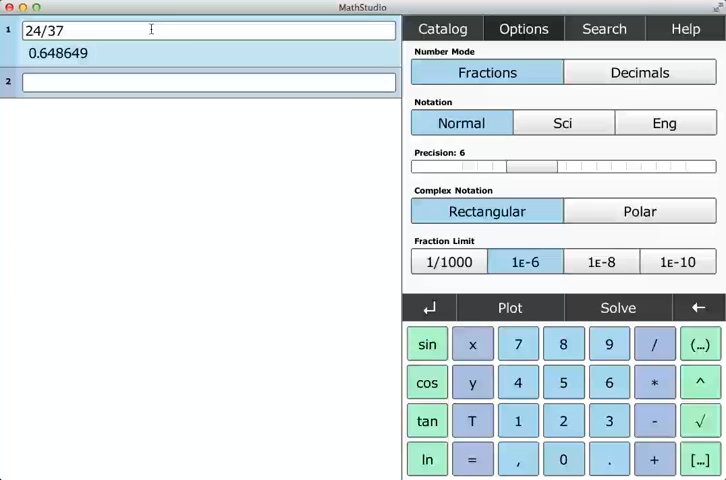 MathStudio
1 24/37
0.648649
2
Catalog Options Search Help
Number Mode
Fractions Decimals
Notation
Normal Sci Eng
Precision: 6
Complex Notation
Rectangular Polar
Fraction Limit
1/1000 1E-6 1E-8 1E-10
↵ Plot Solve ←
sin x 7 8 9 / (...)
cos y 4 5 6 * ^
tan T 1 2 3 - √
ln = , 0 . + [...]